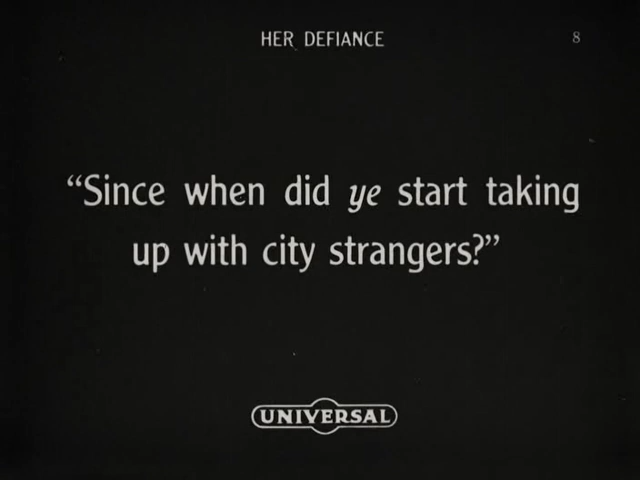 HER DEFIANCE 8
“Since when did ye start taking
up with city strangers?”
UNIVERSAL